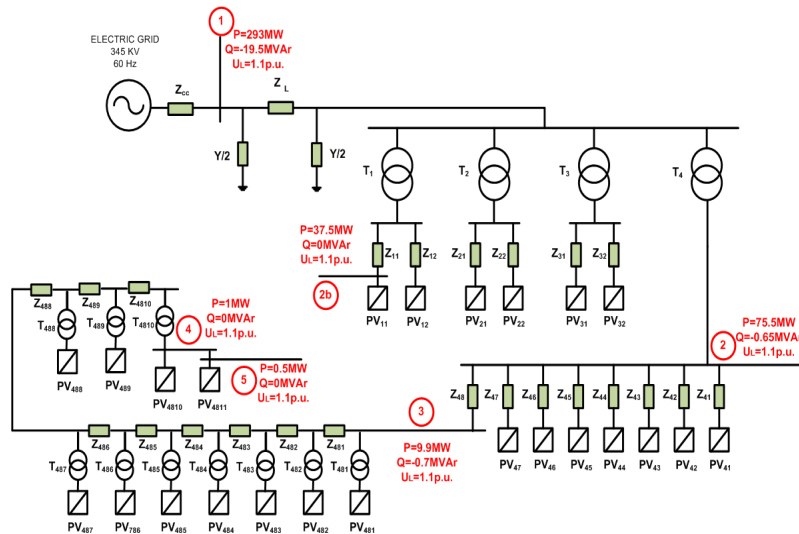 1
P=293MW
Q=-19.5MVAr
UL=1.1p.u.
ELECTRIC GRID
345 KV
60 Hz
Zcc
Z L
Y/2
Y/2
T1
T2
T3
T4
P=37.5MW
Q=0MVAr
UL=1.1p.u.
Z11
Z12
Z21
Z22
Z31
Z32
2b
PV11
PV12
PV21
PV22
PV31
PV32
Z488
Z489
Z4810
T488
T489
T4810
P=1MW
Q=0MVAr
UL=1.1p.u.
4
PV488
PV489
PV4810
PV4811
5
P=0.5MW
Q=0MVAr
UL=1.1p.u.
2
P=75.5MW
Q=-0.65MVAr
UL=1.1p.u.
Z48
Z47
Z46
Z45
Z44
Z43
Z42
Z41
PV47
PV46
PV45
PV44
PV43
PV42
PV41
3
P=9.9MW
Q=-0.7MVAr
UL=1.1p.u.
Z486
Z485
Z484
Z483
Z482
Z481
T487
T486
T485
T484
T483
T482
T481
PV487
PV786
PV485
PV484
PV483
PV482
PV481